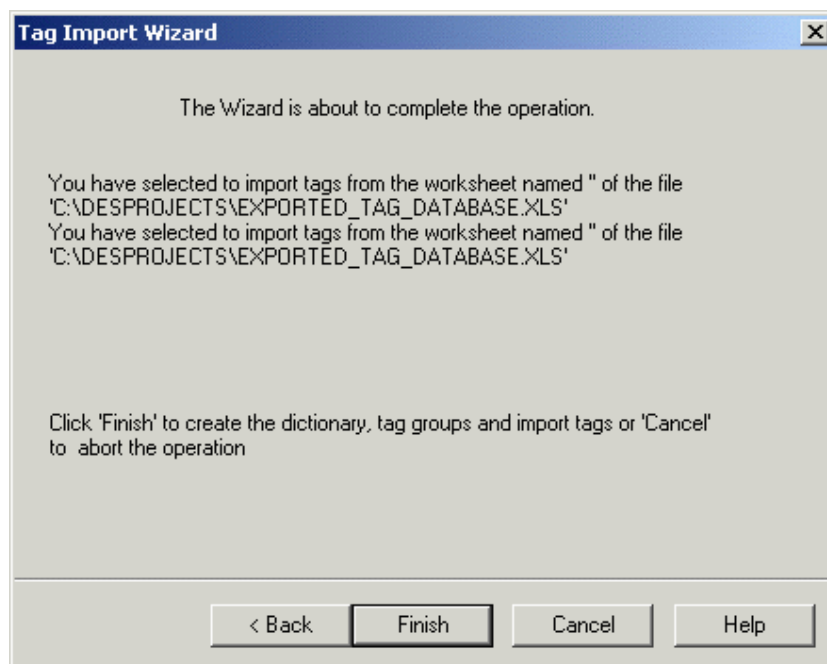 Tag Import Wizard
The Wizard is about to complete the operation.
You have selected to import tags from the worksheet named '' of the file
'C:\DESPROJECTS\EXPORTED_TAG_DATABASE.XLS'
You have selected to import tags from the worksheet named '' of the file
'C:\DESPROJECTS\EXPORTED_TAG_DATABASE.XLS'
Click 'Finish' to create the dictionary, tag groups and import tags or 'Cancel'
to  abort the operation
< Back Finish Cancel Help